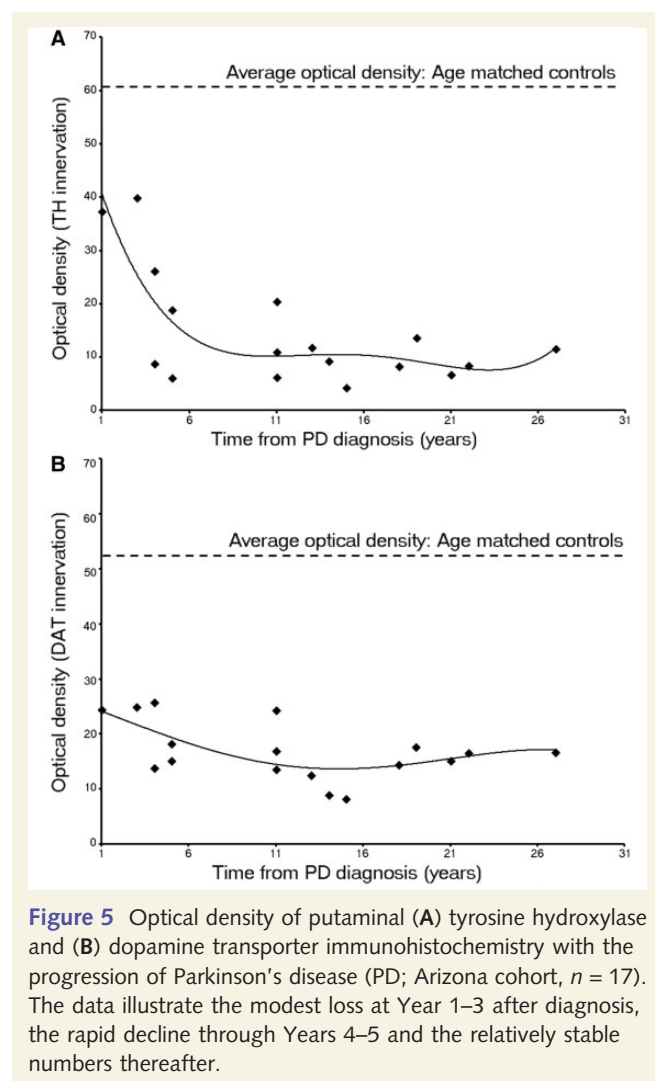 A
70
Average optical density: Age matched controls
60
50
40
30
20
10
0
Optical density (TH innervation)
1 6 11 16 21 26 31
Time from PD diagnosis (years)
B
70
60
Average optical density: Age matched controls
50
40
30
20
10
0
Optical density (DAT innervation)
1 6 11 16 21 26 31
Time from PD diagnosis (years)
Figure 5 Optical density of putaminal (A) tyrosine hydroxylase
and (B) dopamine transporter immunohistochemistry with the
progression of Parkinson's disease (PD; Arizona cohort, n = 17).
The data illustrate the modest loss at Year 1–3 after diagnosis,
the rapid decline through Years 4–5 and the relatively stable
numbers thereafter.